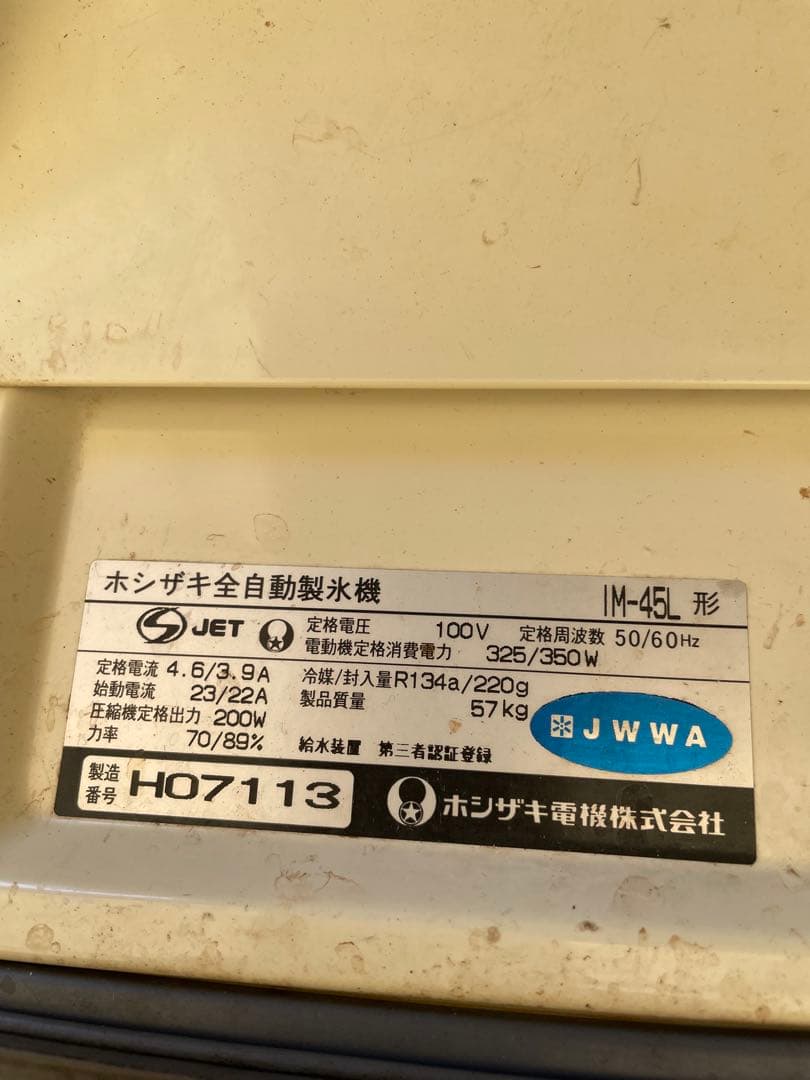 ホシザキ全自動製氷機 IM-45L 形
JET 定格電圧 100V 定格周波数 50/60Hz
電動機定格消費電力 325/350W
定格電流 4.6/3.9A 冷媒/封入量R134a/220g
始動電流 23/22A 製品質量 57kg
圧縮機定格出力 200W
力率 70/89% 給水装置 第三者認証登録
JWWA
製造番号 H07113 ホシザキ電機株式会社